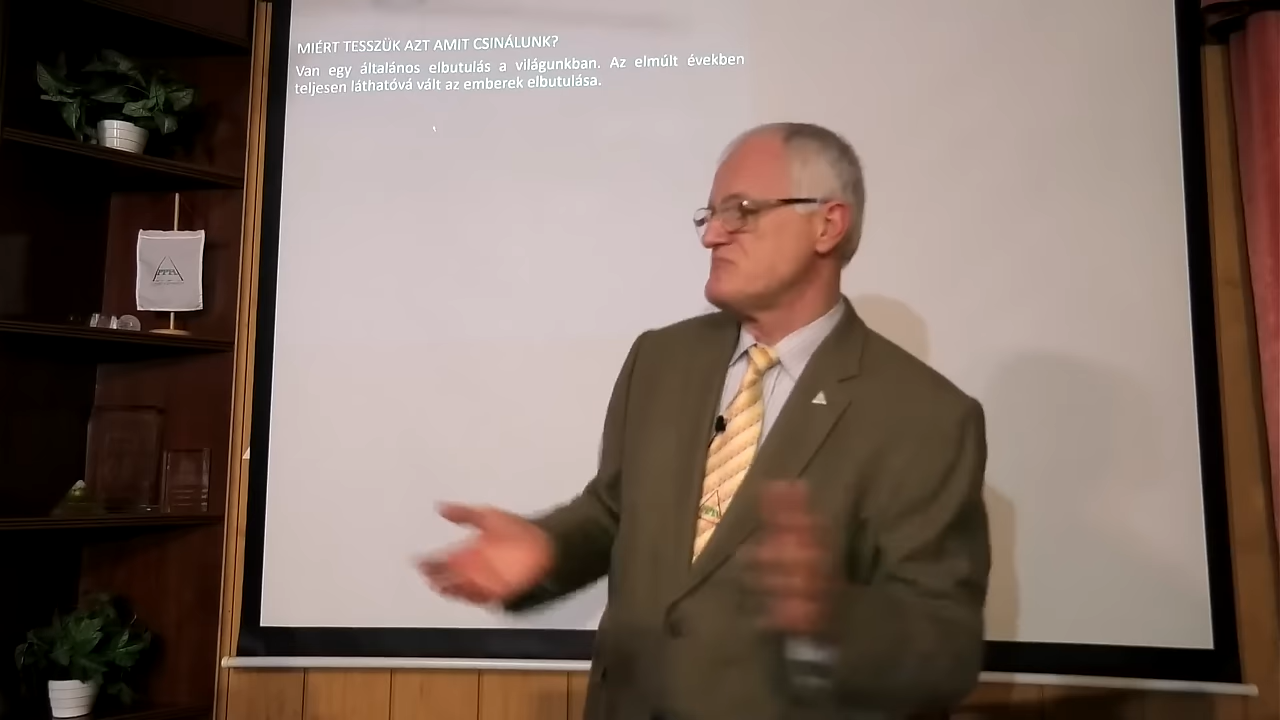 MIÉRT TESSZÜK AZT AMIT CSINÁLUNK?
Van egy általános elbutulás a világunkban. Az elmúlt években
teljesen láthatóvá vált az emberek elbutulása.